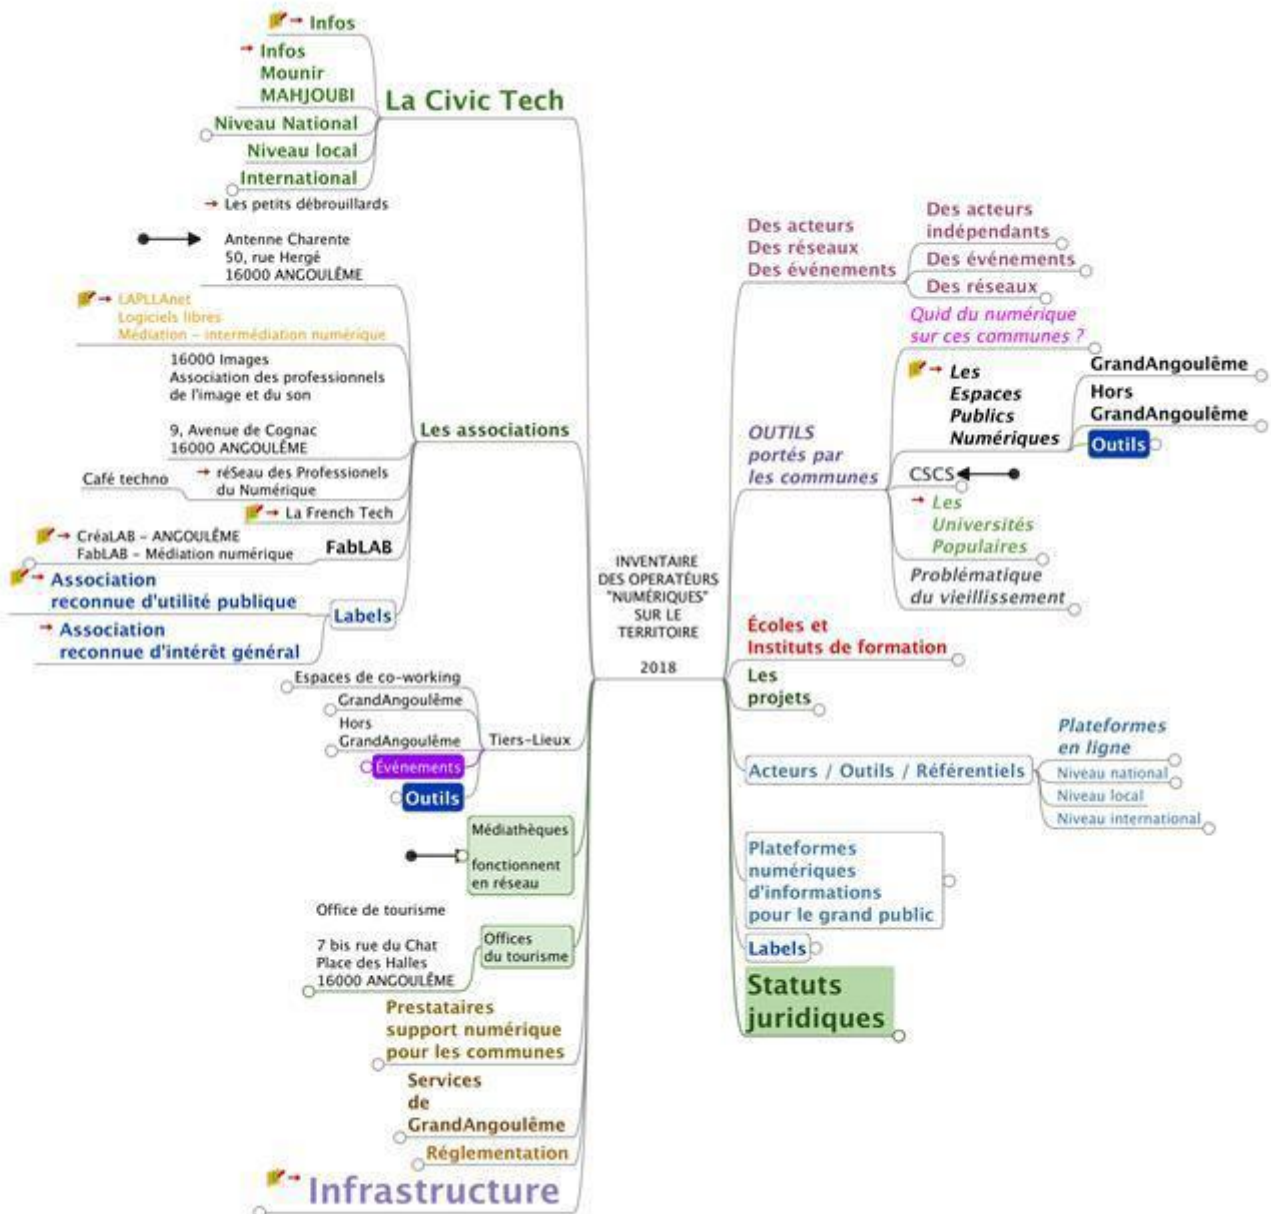 Infos
Infos
Mounir
MAHJOUBI
La Civic Tech
Niveau National
Niveau local
International
Les petits débrouillards
Antenne Charente
50, rue Hergé
16000 ANGOULÊME
LAPLLAnet
Logiciels libres
Médiation - intermédiation numérique
16000 Images
Association des professionnels
de l'image et du son
9, Avenue de Cognac
16000 ANGOULÊME
Les associations
Café techno
réSeau des Professionels
du Numérique
La French Tech
CréaLAB - ANGOULÊME
FabLAB - Médiation numérique
FabLAB
Association
reconnue d'utilité publique
Labels
Association
reconnue d'intérêt général
Espaces de co-working
GrandAngoulême
Hors
GrandAngoulême
Tiers-Lieux
Événements
Outils
Médiathèques
fonctionnent
en réseau
Office de tourisme
7 bis rue du Chat
Place des Halles
16000 ANGOULÊME
Offices
du tourisme
Prestataires
support numérique
pour les communes
Services
de
GrandAngoulême
Réglementation
Infrastructure
INVENTAIRE
DES OPERATÉURS
"NUMÉRIQUES"
SUR LE
TERRITOIRE
2018
Des acteurs
Des réseaux
Des événements
Des acteurs
indépendants
Des événements
Des réseaux
OUTILS
portés par
les communes
Quid du numérique
sur ces communes ?
Les
Espaces
Publics
Numériques
GrandAngoulême
Hors
GrandAngoulême
Outils
CSCS
Les
Universités
Populaires
Problématique
du vieillissement
Écoles et
Instituts de formation
Les
projets
Acteurs / Outils / Référentiels
Plateformes
en ligne
Niveau national
Niveau local
Niveau international
Plateformes
numériques
d'informations
pour le grand public
Labels
Statuts
juridiques